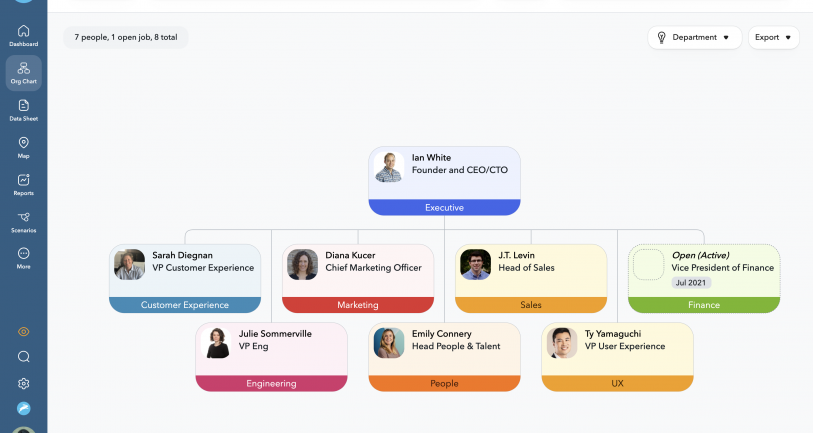 Dashboard
Org Chart
Data Sheet
Map
Reports
Scenarios
More
7 people, 1 open job, 8 total
Department
Export
Ian White
Founder and CEO/CTO
Executive
Sarah Diegnan
VP Customer Experience
Customer Experience
Diana Kucer
Chief Marketing Officer
Marketing
J.T. Levin
Head of Sales
Sales
Open (Active)
Vice President of Finance
Jul 2021
Finance
Julie Sommerville
VP Eng
Engineering
Emily Connery
Head People & Talent
People
Ty Yamaguchi
VP User Experience
UX